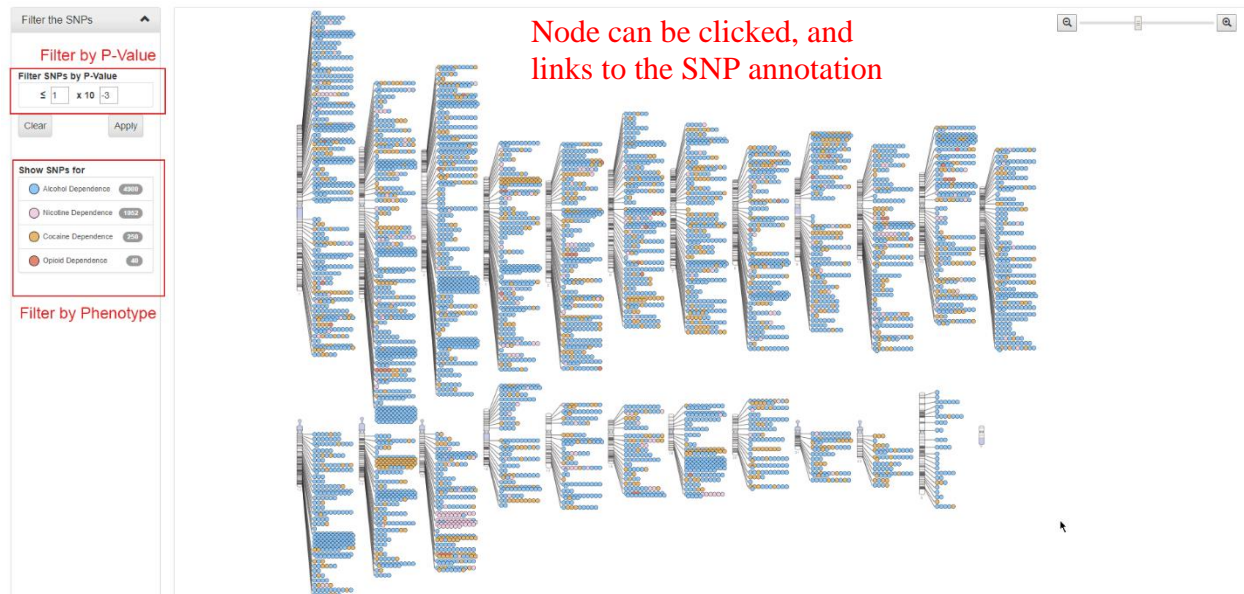 Filter the SNPs
Filter by P-Value
Filter SNPs by P-Value
≤ 1 x 10 -3
Clear Apply
Show SNPs for
Alcohol Dependence 4909
Nicotine Dependence 1952
Cocaine Dependence 250
Opioid Dependence 40
Filter by Phenotype
Node can be clicked, and
links to the SNP annotation